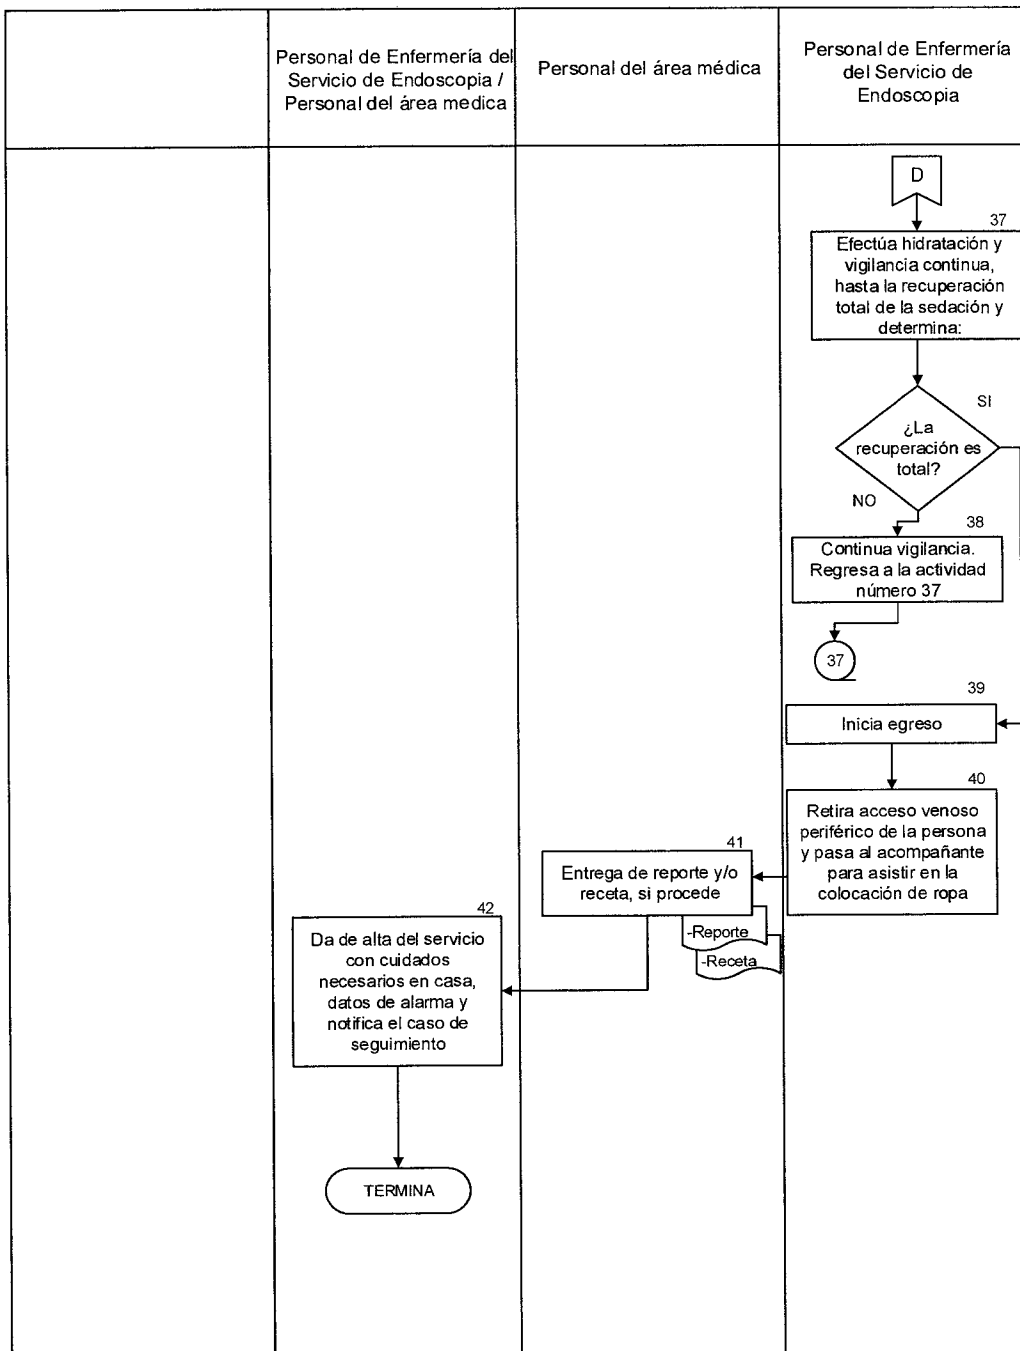 Personal de Enfermería del
Servicio de Endoscopia /
Personal del área medica
Personal del área médica
Personal de Enfermería
del Servicio de
Endoscopia
D
37
Efectúa hidratación y
vigilancia continua,
hasta la recuperación
total de la sedación y
determina:
SI
¿La
recuperación es
total?
NO
38
Continua vigilancia.
Regresa a la actividad
número 37
37
39
Inicia egreso
40
Retira acceso venoso
periférico de la persona
y pasa al acompañante
para asistir en la
colocación de ropa
41
Entrega de reporte y/o
receta, si procede
-Reporte
-Receta
42
Da de alta del servicio
con cuidados
necesarios en casa,
datos de alarma y
notifica el caso de
seguimiento
TERMINA